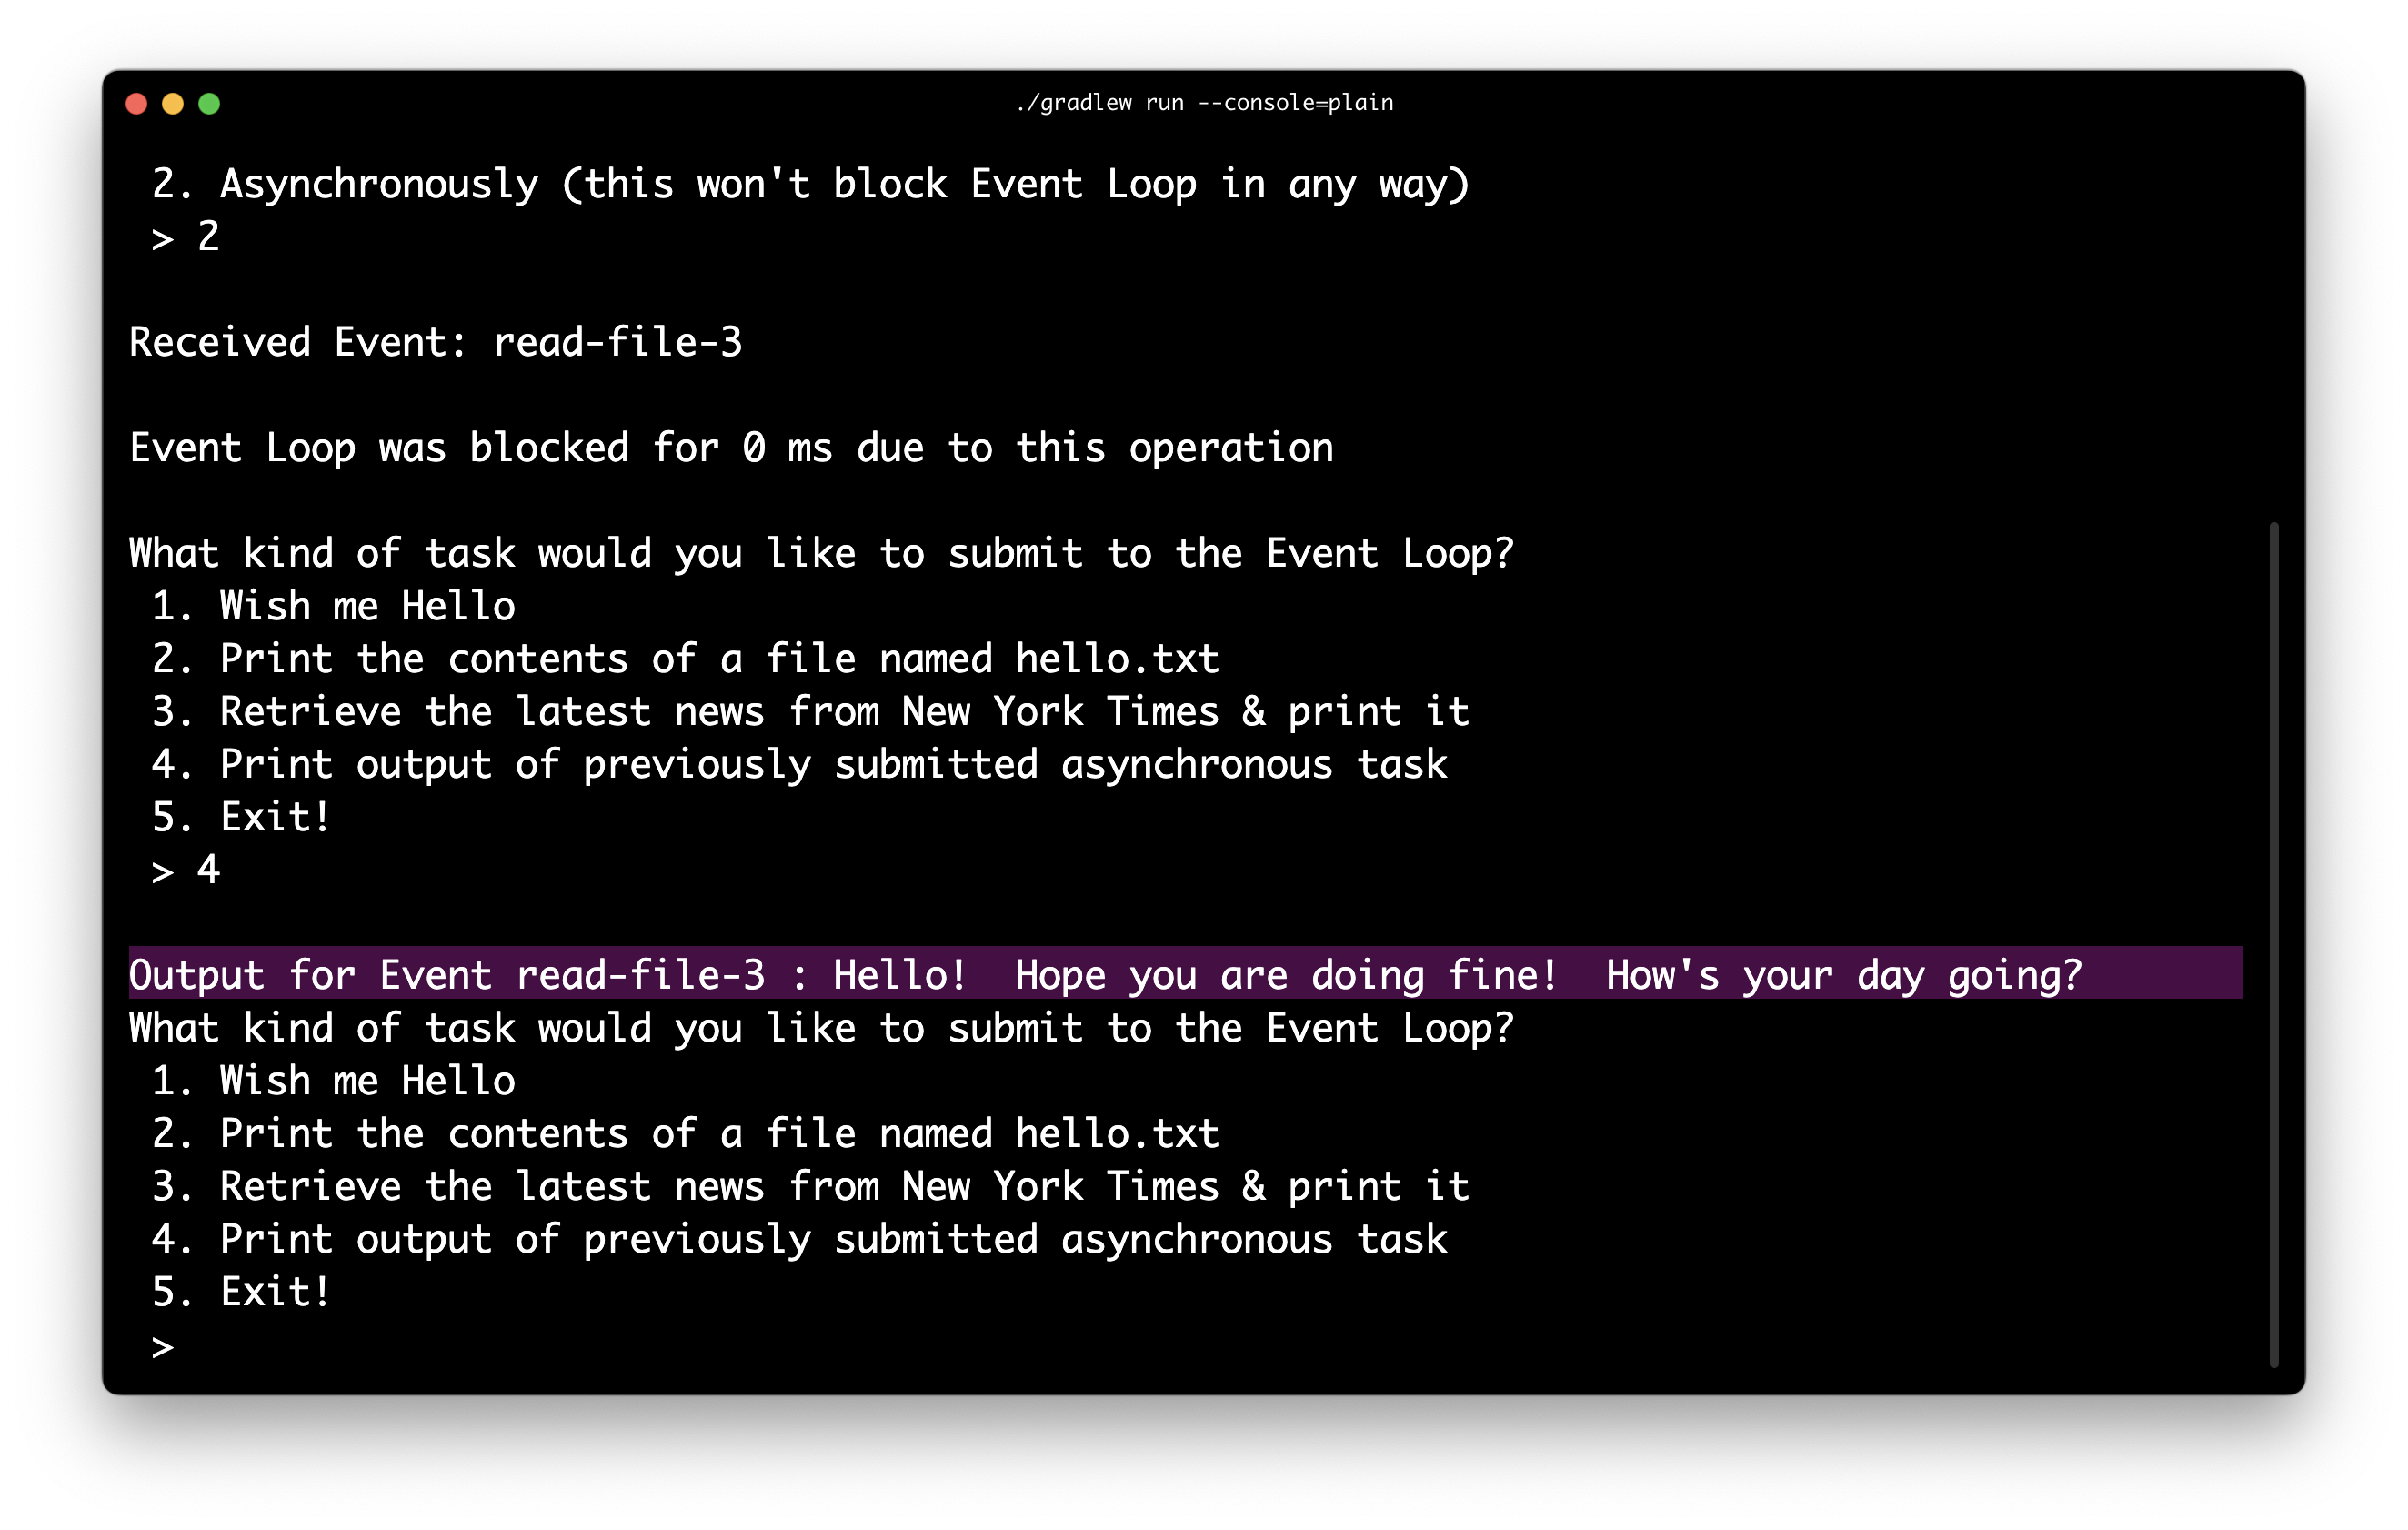 ./gradlew run --console=plain
2. Asynchronously (this won't block Event Loop in any way)
> 2
Received Event: read-file-3
Event Loop was blocked for 0 ms due to this operation
What kind of task would you like to submit to the Event Loop?
1. Wish me Hello
2. Print the contents of a file named hello.txt
3. Retrieve the latest news from New York Times & print it
4. Print output of previously submitted asynchronous task
5. Exit!
> 4
Output for Event read-file-3 : Hello!  Hope you are doing fine!  How's your day going?
What kind of task would you like to submit to the Event Loop?
1. Wish me Hello
2. Print the contents of a file named hello.txt
3. Retrieve the latest news from New York Times & print it
4. Print output of previously submitted asynchronous task
5. Exit!
>